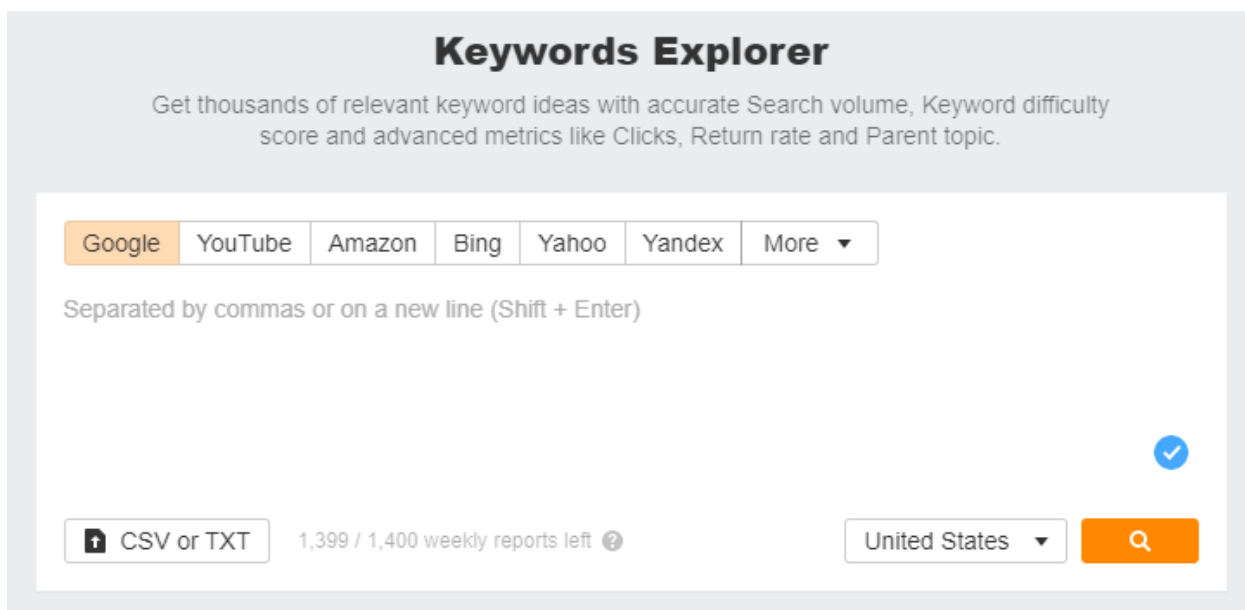 Keywords Explorer
Get thousands of relevant keyword ideas with accurate Search volume, Keyword difficulty
score and advanced metrics like Clicks, Return rate and Parent topic.
Google YouTube Amazon Bing Yahoo Yandex More
Separated by commas or on a new line (Shift + Enter)
CSV or TXT 1,399 / 1,400 weekly reports left ? United States